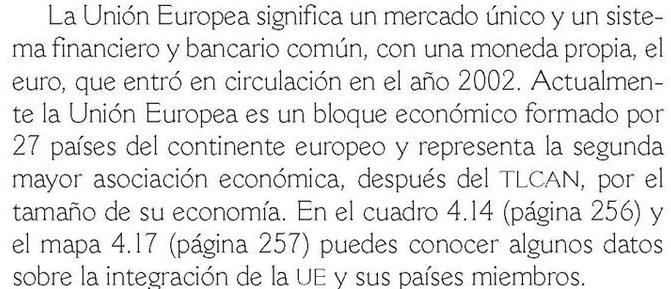 La Unión Europea significa un mercado único y un siste-
ma financiero y bancario común, con una moneda propia, el
euro, que entró en circulación en el año 2002. Actualmen-
te la Unión Europea es un bloque económico formado por
27 países del continente europeo y representa la segunda
mayor asociación económica, después del TLCAN, por el
tamaño de su economía. En el cuadro 4.14 (página 256) y
el mapa 4.17 (página 257) puedes conocer algunos datos
sobre la integración de la UE y sus países miembros.